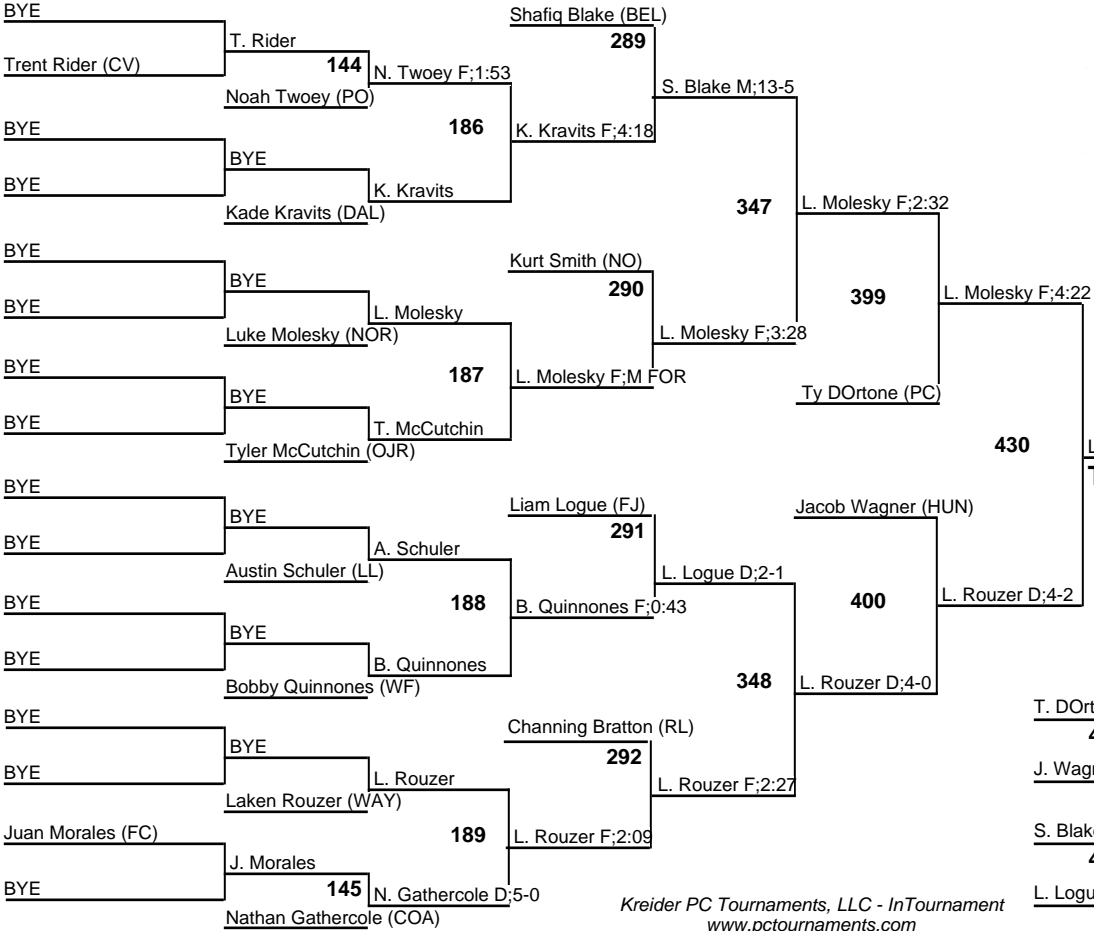 BYE
Shafiq Blake (BEL)
T. Rider
289
Trent Rider (CV)
144
N. Twoey F;1:53
S. Blake M;13-5
Noah Twoey (PO)
BYE
186
K. Kravits F;4:18
BYE
BYE
K. Kravits
347
L. Molesky F;2:32
Kade Kravits (DAL)
BYE
Kurt Smith (NO)
BYE
290
399
L. Molesky F;4:22
BYE
L. Molesky
Luke Molesky (NOR)
L. Molesky F;3:28
BYE
187
L. Molesky F;M FOR
BYE
Ty DOrtone (PC)
BYE
T. McCutchin
430
L
Tyler McCutchin (OJR)
BYE
Liam Logue (FJ)
Jacob Wagner (HUN)
BYE
291
BYE
A. Schuler
Austin Schuler (LL)
L. Logue D;2-1
BYE
188
B. Quinnones F;0:43
400
L. Rouzer D;4-2
BYE
BYE
B. Quinnones
Bobby Quinnones (WF)
348
L. Rouzer D;4-0
BYE
Channing Bratton (RL)
T. DOrt
BYE
292
BYE
L. Rouzer
L. Rouzer F;2:27
J. Wagn
Laken Rouzer (WAY)
Juan Morales (FC)
189
L. Rouzer F;2:09
S. Blake
J. Morales
BYE
145
N. Gathercole D;5-0
L. Logu
Nathan Gathercole (COA)
Kreider PC Tournaments, LLC - InTournament
www.pctournaments.com